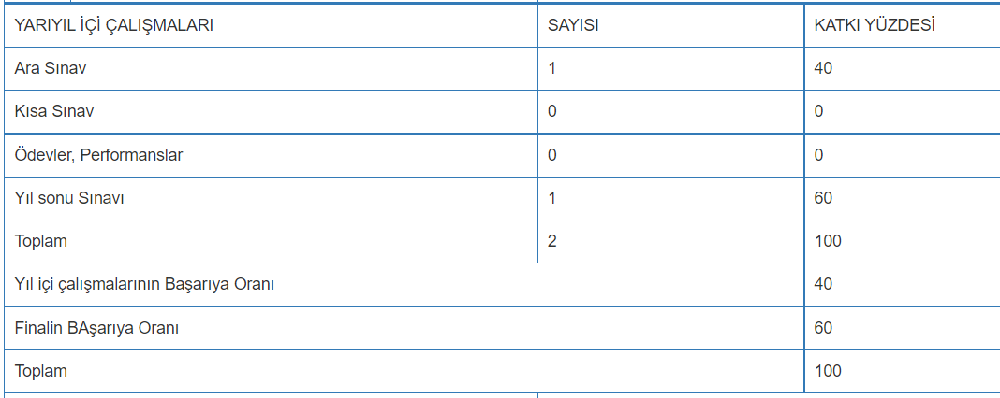 YARIYIL İÇİ ÇALIŞMALARI SAYISI KATKI YÜZDESİ
Ara Sınav 1 40
Kısa Sınav 0 0
Ödevler, Performanslar 0 0
Yıl sonu Sınavı 1 60
Toplam 2 100
Yıl içi çalışmalarının Başarıya Oranı 40
Finalin BAşarıya Oranı 60
Toplam 100